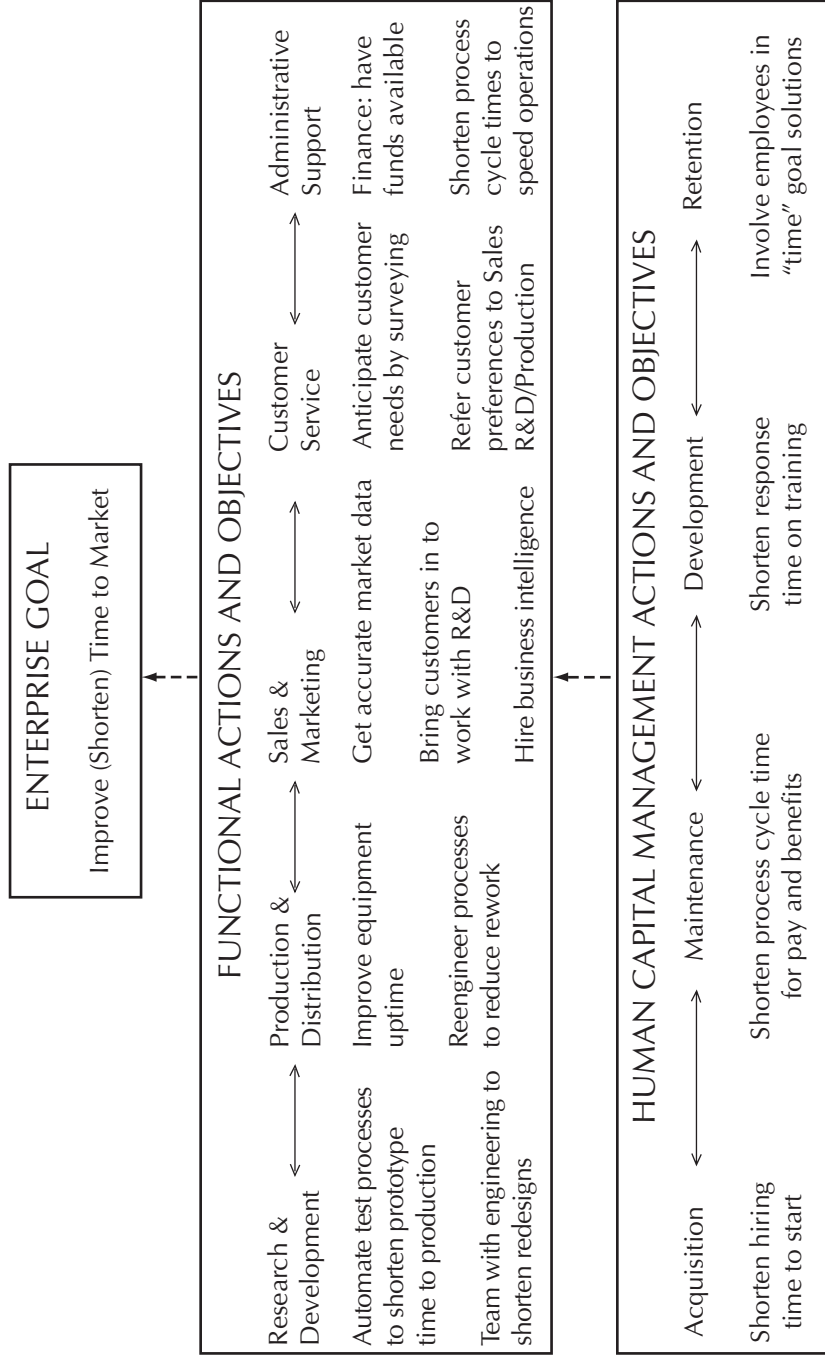 ENTERPRISE GOAL
Improve (Shorten) Time to Market
FUNCTIONAL ACTIONS AND OBJECTIVES
Research &
Development
Automate test processes
to shorten prototype
time to production
Team with engineering to
shorten redesigns
Production &
Distribution
Improve equipment
uptime
Reengineer processes
to reduce rework
Sales &
Marketing
Get accurate market data
Bring customers in to
work with R&D
Hire business intelligence
Customer
Service
Anticipate customer
needs by surveying
Refer customer
preferences to Sales
R&D/Production
Administrative
Support
Finance: have
funds available
Shorten process
cycle times to
speed operations
HUMAN CAPITAL MANAGEMENT ACTIONS AND OBJECTIVES
Acquisition
Shorten hiring
time to start
Maintenance
Shorten process cycle time
for pay and benefits
Development
Shorten response
time on training
Retention
Involve employees in
“time” goal solutions